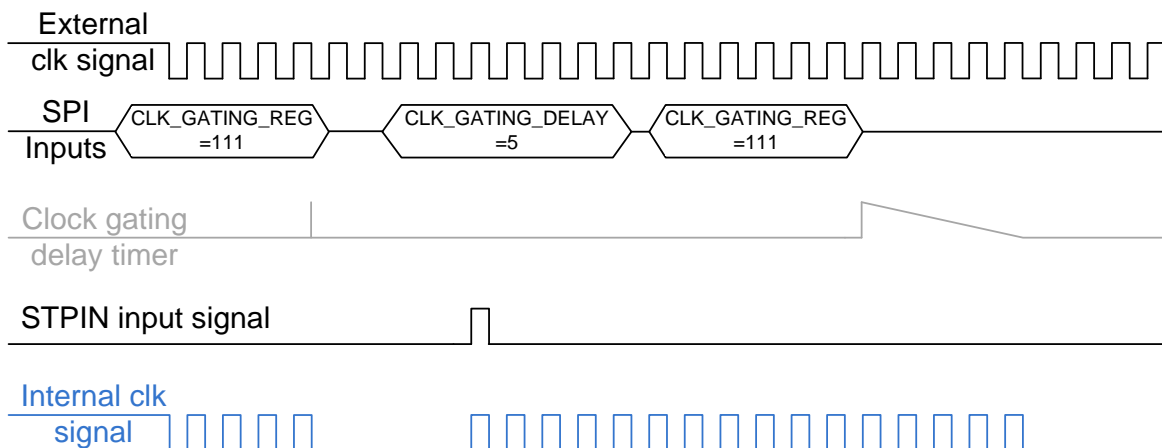 External
clk signal
SPI
Inputs
CLK_GATING_REG
=111
CLK_GATING_DELAY
=5
CLK_GATING_REG
=111
Clock gating
delay timer
STPIN input signal
Internal clk
signal